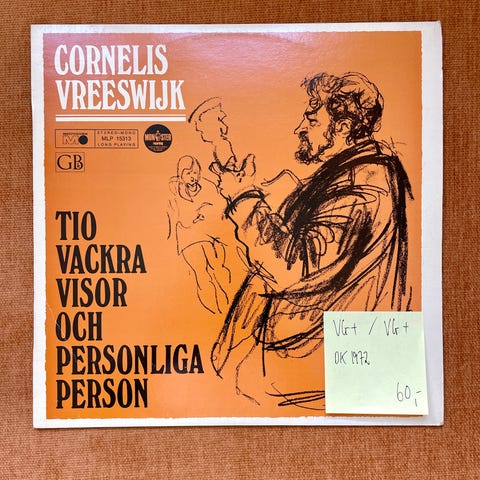 CORNELIS
VREESWIJK
STEREO-MONO
MLP 15313
LONG PLAYING
MONSTER
GB
TIO
VACKRA
VISOR
OCH
PERSONLIGA
PERSON
VG+ / VG+
OK 1972
60,-